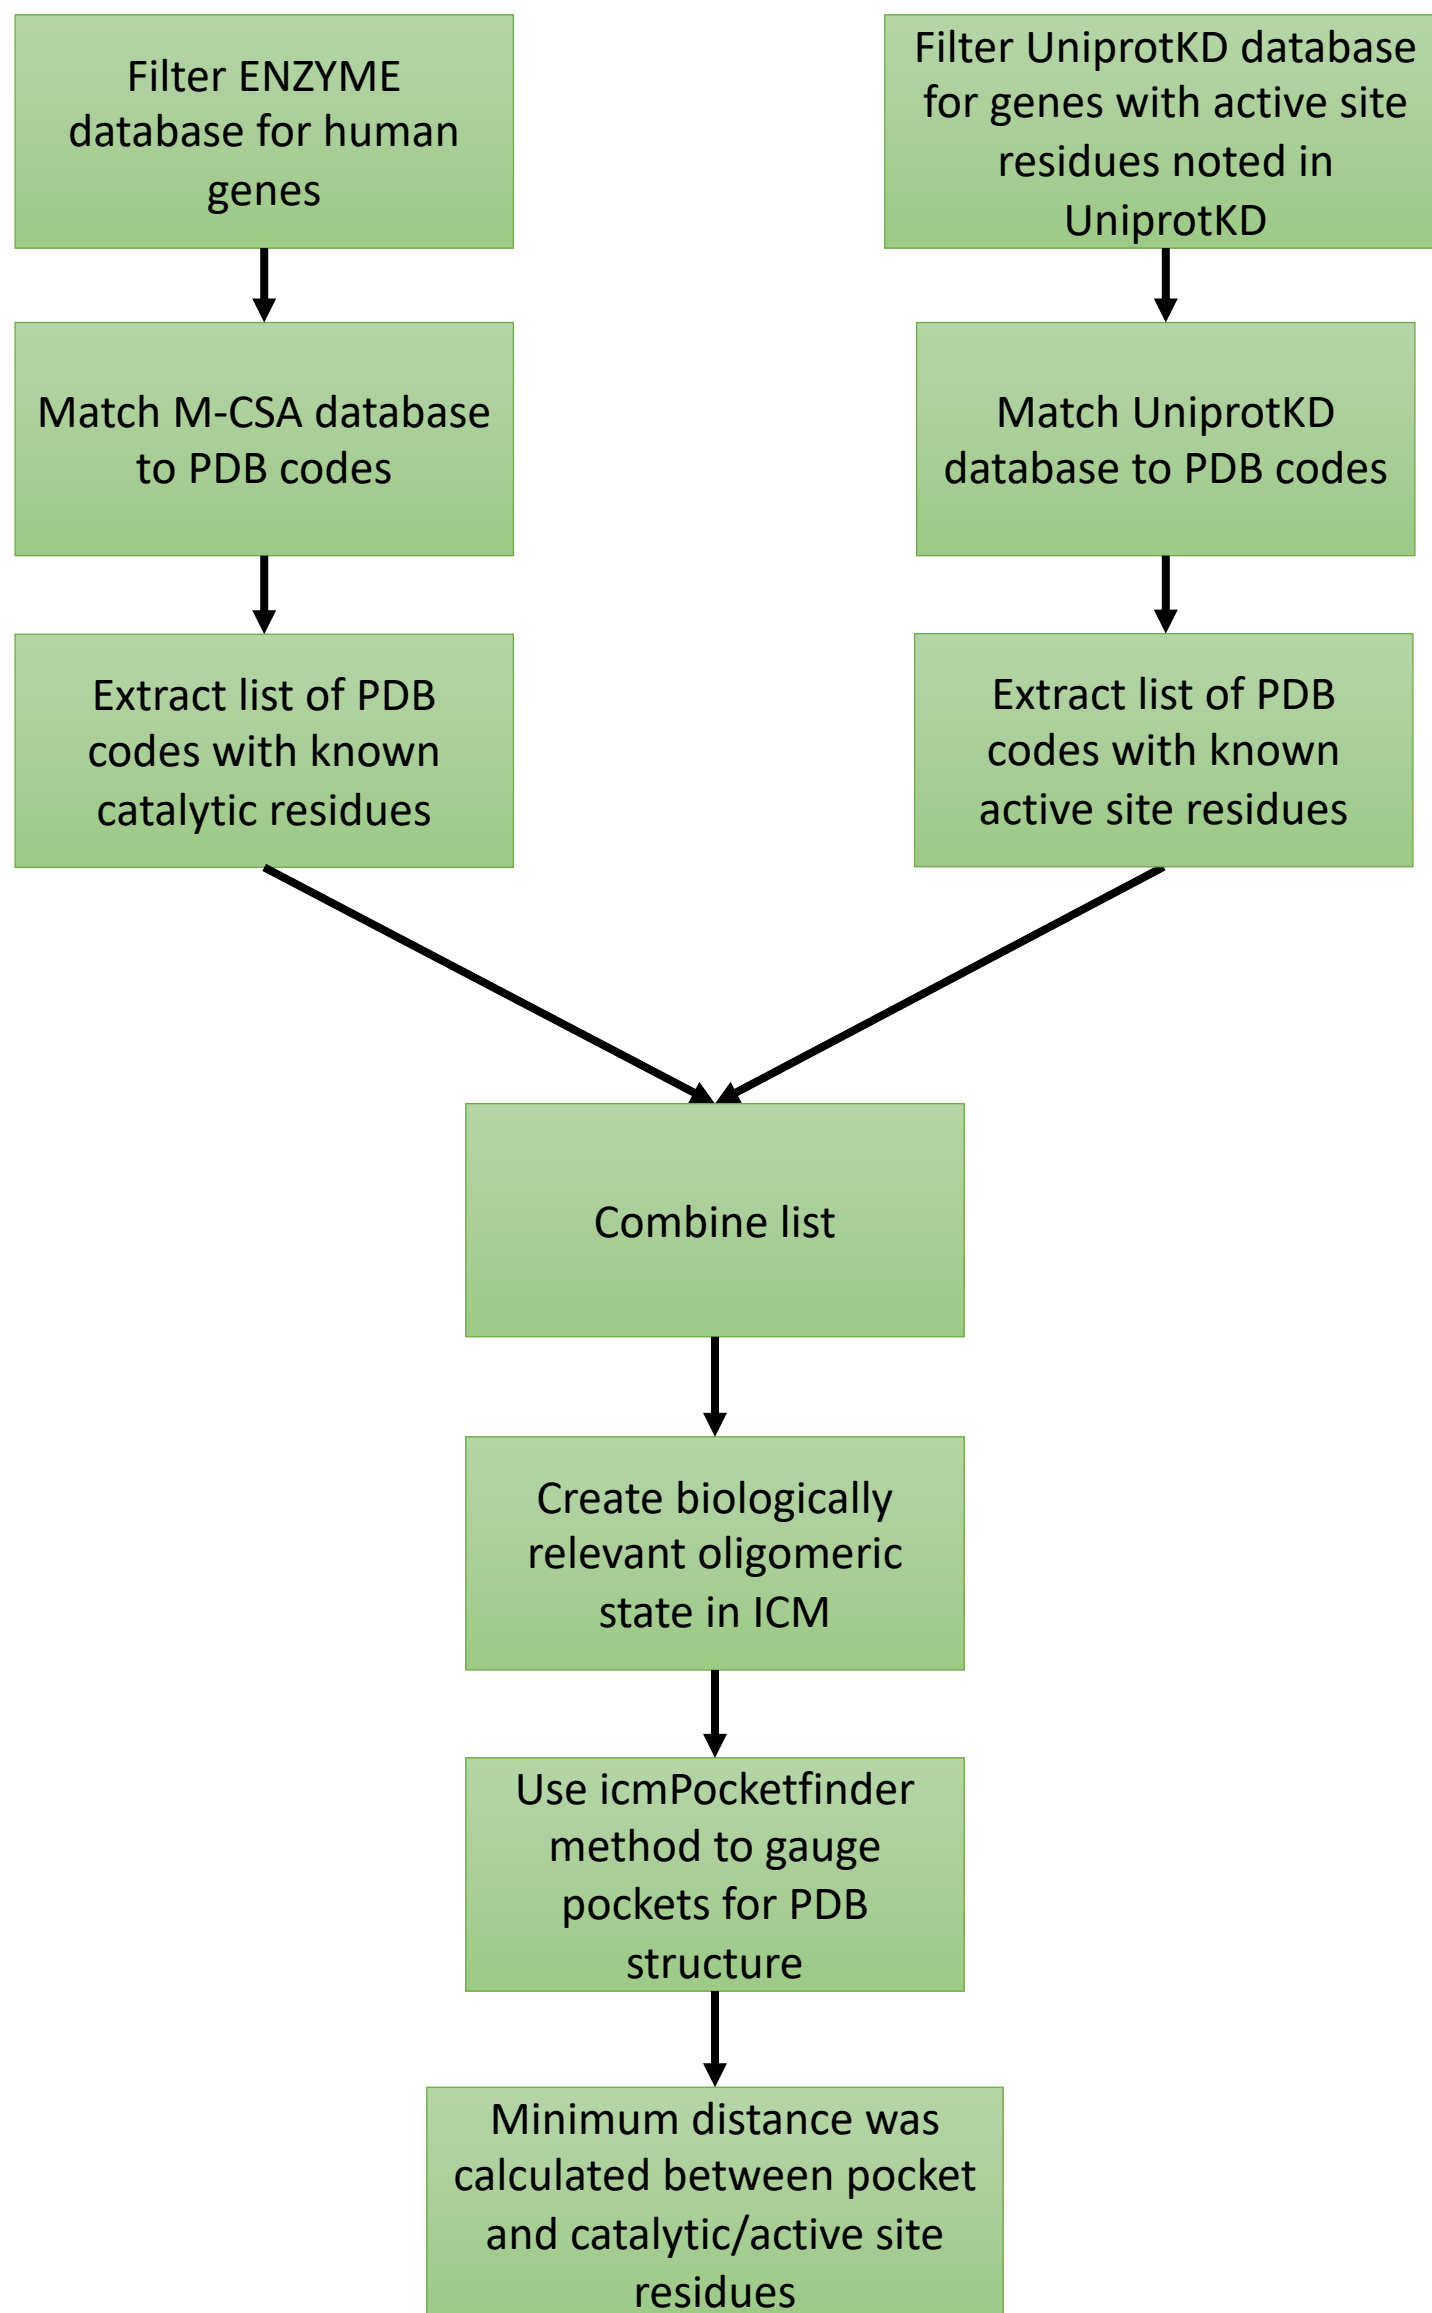 Filter ENZYME
database for human
genes
Filter UniprotKD database
for genes with active site
residues noted in
UniprotKD
Match M-CSA database
to PDB codes
Match UniprotKD
database to PDB codes
Extract list of PDB
codes with known
catalytic residues
Extract list of PDB
codes with known
active site residues
Combine list
Create biologically
relevant oligomeric
state in ICM
Use icmPocketfinder
method to gauge
pockets for PDB
structure
Minimum distance was
calculated between pocket
and catalytic/active site
residues